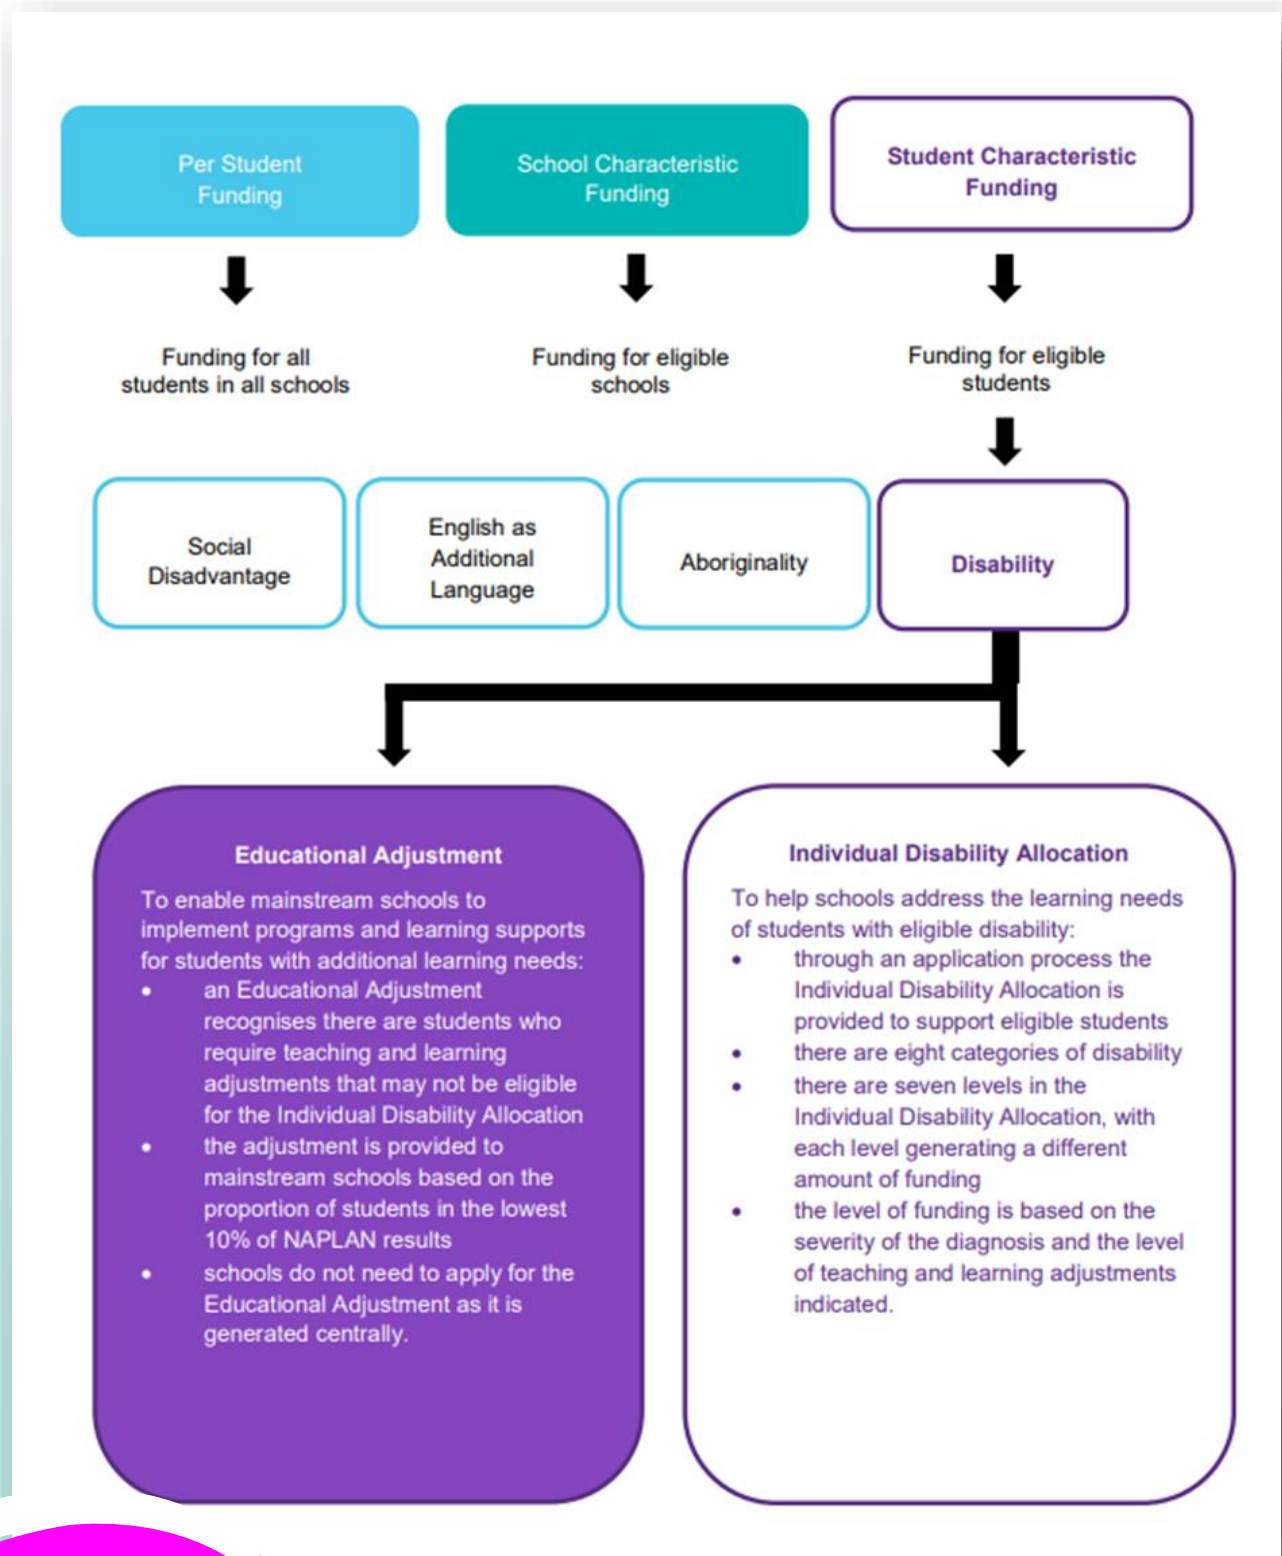 Per Student
Funding
School Characteristic
Funding
Student Characteristic
Funding
Funding for all
students in all schools
Funding for eligible
schools
Funding for eligible
students
Social
Disadvantage
English as
Additional
Language
Aboriginality
Disability
Educational Adjustment
To enable mainstream schools to
implement programs and learning supports
for students with additional learning needs:
• an Educational Adjustment
recognises there are students who
require teaching and learning
adjustments that may not be eligible
for the Individual Disability Allocation
• the adjustment is provided to
mainstream schools based on the
proportion of students in the lowest
10% of NAPLAN results
• schools do not need to apply for the
Educational Adjustment as it is
generated centrally.
Individual Disability Allocation
To help schools address the learning needs
of students with eligible disability:
• through an application process the
Individual Disability Allocation is
provided to support eligible students
• there are eight categories of disability
• there are seven levels in the
Individual Disability Allocation, with
each level generating a different
amount of funding
• the level of funding is based on the
severity of the diagnosis and the level
of teaching and learning adjustments
indicated.